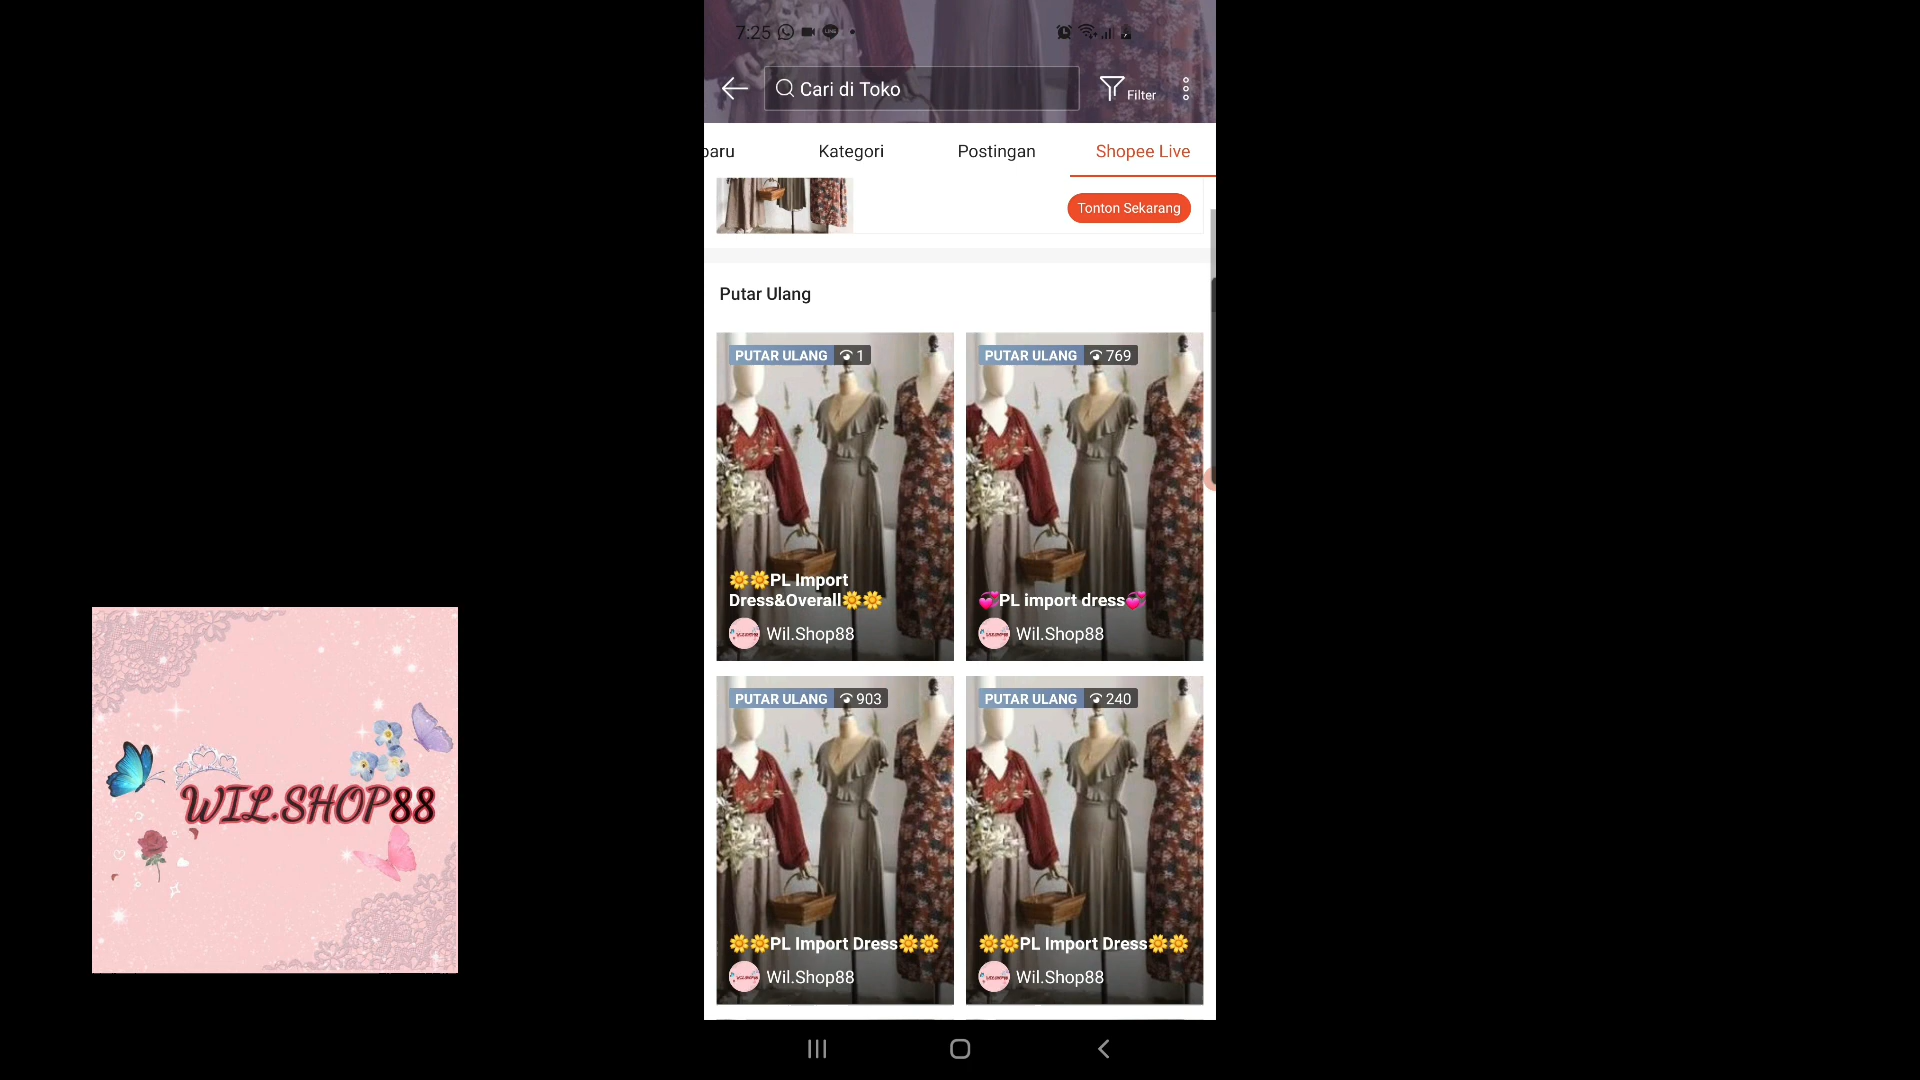 7:25
Cari di Toko
Filter
baru
Kategori
Postingan
Shopee Live
Tonton Sekarang
Putar Ulang
PUTAR ULANG 1
PUTAR ULANG 769
🌼🌼PL Import
Dress&Overall🌼🌼
Wil.Shop88
💞PL import dress💞
Wil.Shop88
PUTAR ULANG 903
PUTAR ULANG 240
🌼🌼PL Import Dress🌼🌼
Wil.Shop88
🌼🌼PL Import Dress🌼🌼
Wil.Shop88
WIL.SHOP88